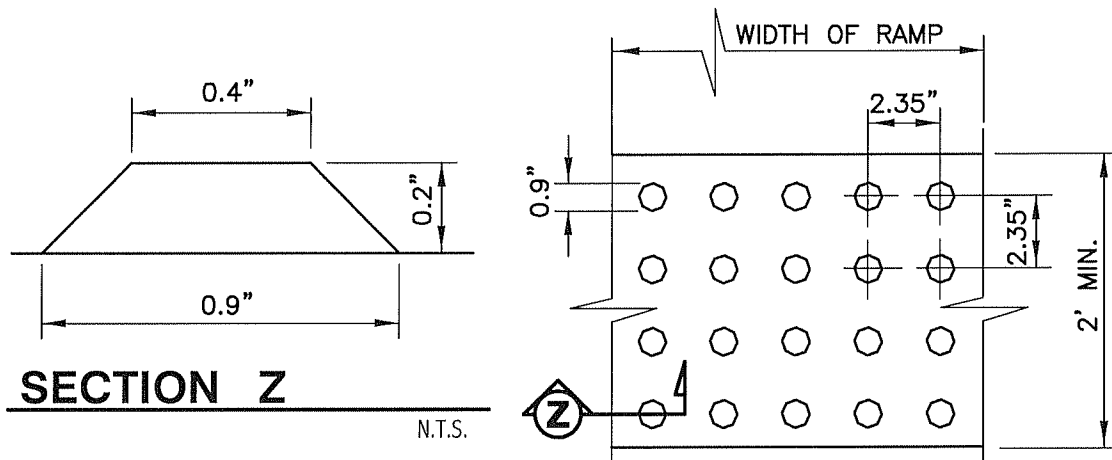 0.4"
0.2"
0.9"
SECTION Z
N.T.S.
WIDTH OF RAMP
2.35"
0.9"
2.35"
2' MIN.
Z